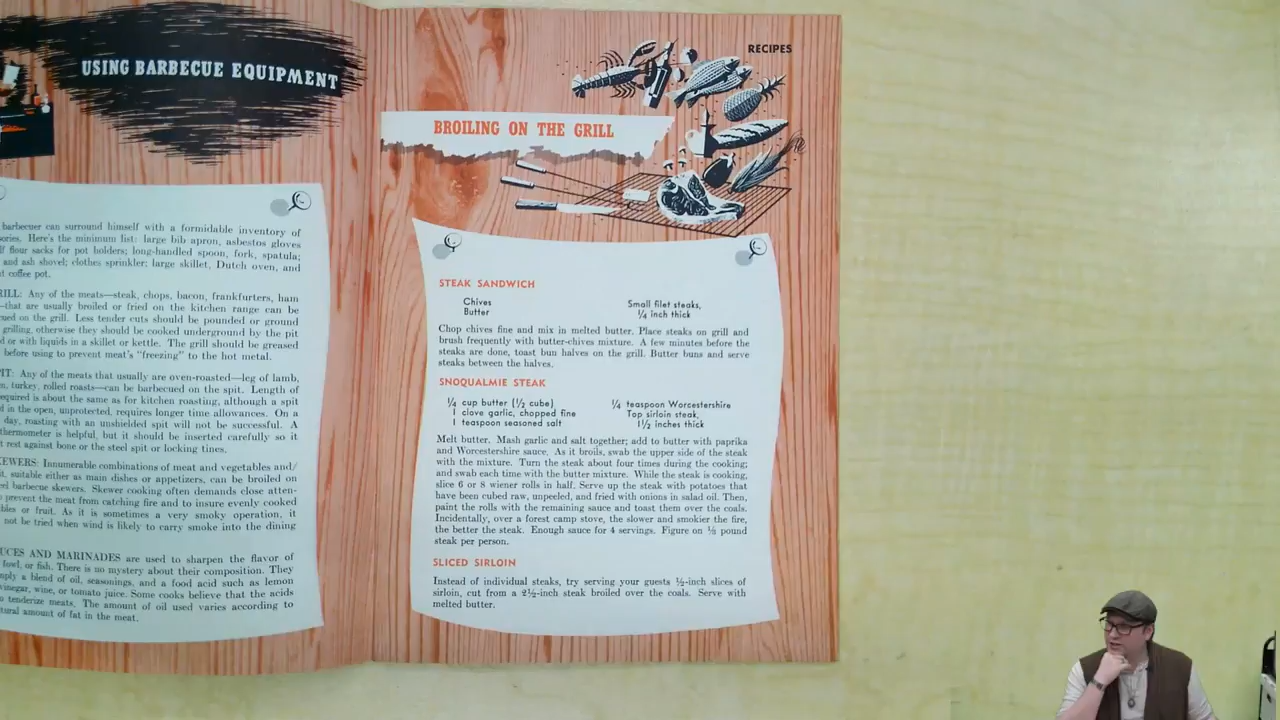 USING BARBECUE EQUIPMENT
barbecuer can surround himself with a formidable inventory of
Here's the minimum list: large bib apron, asbestos gloves
flour sacks for pot holders; long-handled spoon, fork, spatula;
and ash shovel; clothes sprinkler; large skillet, Dutch oven, and
coffee pot.
Any of the meats—steak, chops, bacon, frankfurters, ham
—that are usually broiled or fried on the kitchen range can be
on the grill. Less tender cuts should be pounded or ground
grilling, otherwise they should be cooked underground by the pit
or with liquids in a skillet or kettle. The grill should be greased
before using to prevent meat's "freezing" to the hot metal.
Any of the meats that usually are oven-roasted—leg of lamb,
turkey, rolled roasts—can be barbecued on the spit. Length of
is about the same as for kitchen roasting, although a spit
in the open, unprotected, requires longer time allowances. On a
day, roasting with an unshielded spit will not be successful. A
thermometer is helpful, but it should be inserted carefully so it
rest against bone or the steel spit or locking tines.
Innumerable combinations of meat and vegetables and/
suitable either as main dishes or appetizers, can be broiled on
barbecue skewers. Skewer cooking often demands close atten-
prevent the meat from catching fire and to insure evenly cooked
or fruit. As it is sometimes a very smoky operation, it
not be tried when wind is likely to carry smoke into the dining
AND MARINADES are used to sharpen the flavor of
fowl, or fish. There is no mystery about their composition. They
a blend of oil, seasonings, and a food acid such as lemon
vinegar, wine, or tomato juice. Some cooks believe that the acids
tenderize meats. The amount of oil used varies according to
amount of fat in the meat.
RECIPES
BROILING ON THE GRILL
STEAK SANDWICH
Chives
Butter
Small filet steaks,
¼ inch thick
Chop chives fine and mix in melted butter. Place steaks on grill and
brush frequently with butter-chives mixture. A few minutes before the
steaks are done, toast bun halves on the grill. Butter buns and serve
steaks between the halves.
SNOQUALMIE STEAK
¼ cup butter (½ cube)
1 clove garlic, chopped fine
1 teaspoon seasoned salt
¼ teaspoon Worcestershire
Top sirloin steak,
1½ inches thick
Melt butter. Mash garlic and salt together; add to butter with paprika
and Worcestershire sauce. As it broils, swab the upper side of the steak
with the mixture. Turn the steak about four times during the cooking;
and swab each time with the butter mixture. While the steak is cooking,
slice 6 or 8 wiener rolls in half. Serve up the steak with potatoes that
have been cubed raw, unpeeled, and fried with onions in salad oil. Then,
paint the rolls with the remaining sauce and toast them over the coals.
Incidentally, over a forest camp stove, the slower and smokier the fire,
the better the steak. Enough sauce for 4 servings. Figure on ½ pound
steak per person.
SLICED SIRLOIN
Instead of individual steaks, try serving your guests ½-inch slices of
sirloin, cut from a 2½-inch steak broiled over the coals. Serve with
melted butter.